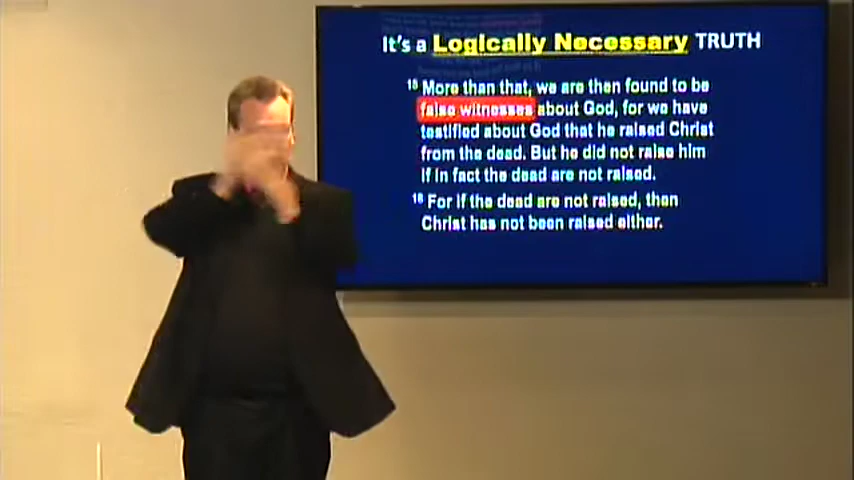 It's a Logically Necessary TRUTH
15 More than that, we are then found to be
false witnesses about God, for we have
testified about God that he raised Christ
from the dead. But he did not raise him
if in fact the dead are not raised.
16 For if the dead are not raised, then
Christ has not been raised either.